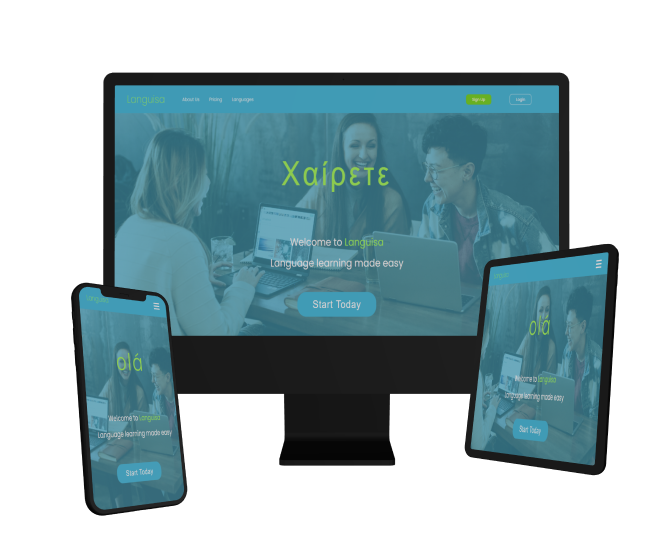 Languisa
About Us Pricing Languages
Sign Up Login
Χαίρετε
Welcome to Languisa
Language learning made easy
Start Today
Languisa
olá
Welcome to Languisa
Language learning made easy
Start Today
olá
Welcome to Languisa
Language learning made easy
Start Today